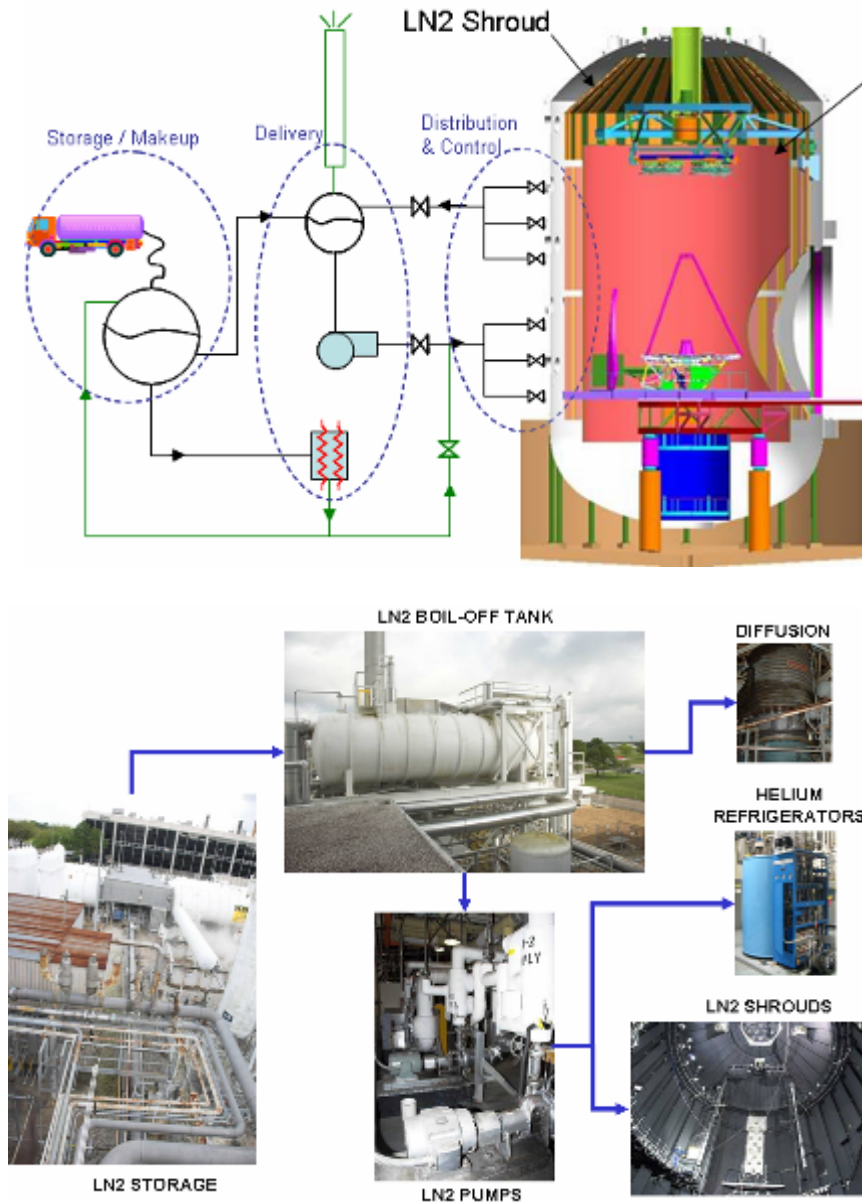 LN2 Shroud
Storage / Makeup
Delivery
Distribution
& Control
LN2 BOIL-OFF TANK
DIFFUSION
HELIUM
REFRIGERATORS
LN2 SHROUDS
LN2 STORAGE
LN2 PUMPS